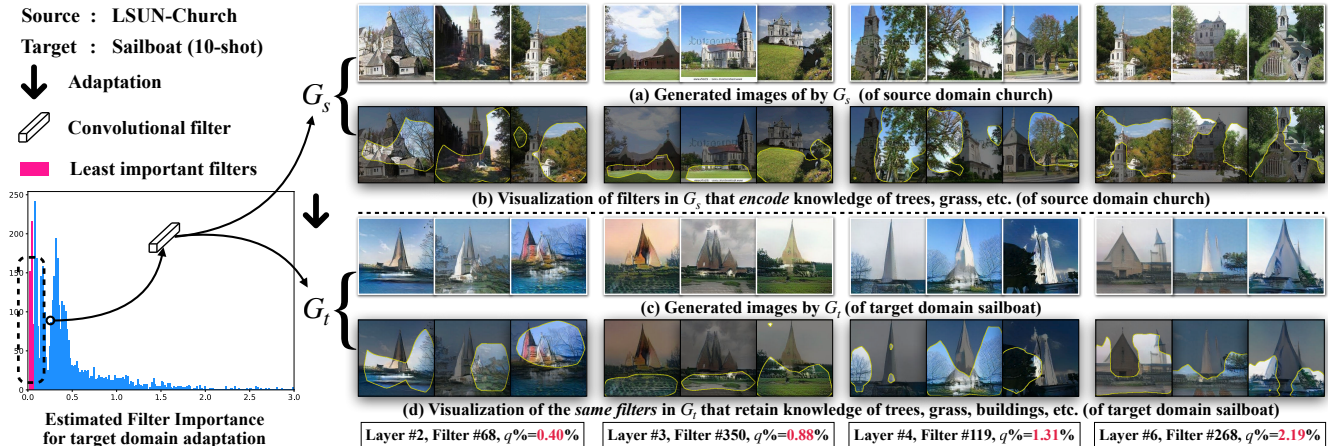 Source : LSUN-Church
Target : Sailboat (10-shot)
Adaptation
Convolutional filter
Least important filters
250
200
150
100
50
0.0 0.5 1.0 1.5 2.0 2.5 3.0
Estimated Filter Importance
for target domain adaptation
G_s
(a) Generated images of by G_s (of source domain church)
(b) Visualization of filters in G_s that encode knowledge of trees, grass, etc. (of source domain church)
G_t
(c) Generated images by G_t (of target domain sailboat)
(d) Visualization of the same filters in G_t that retain knowledge of trees, grass, buildings, etc. (of target domain sailboat)
Layer #2, Filter #68, q%=0.40%
Layer #3, Filter #350, q%=0.88%
Layer #4, Filter #119, q%=1.31%
Layer #6, Filter #268, q%=2.19%